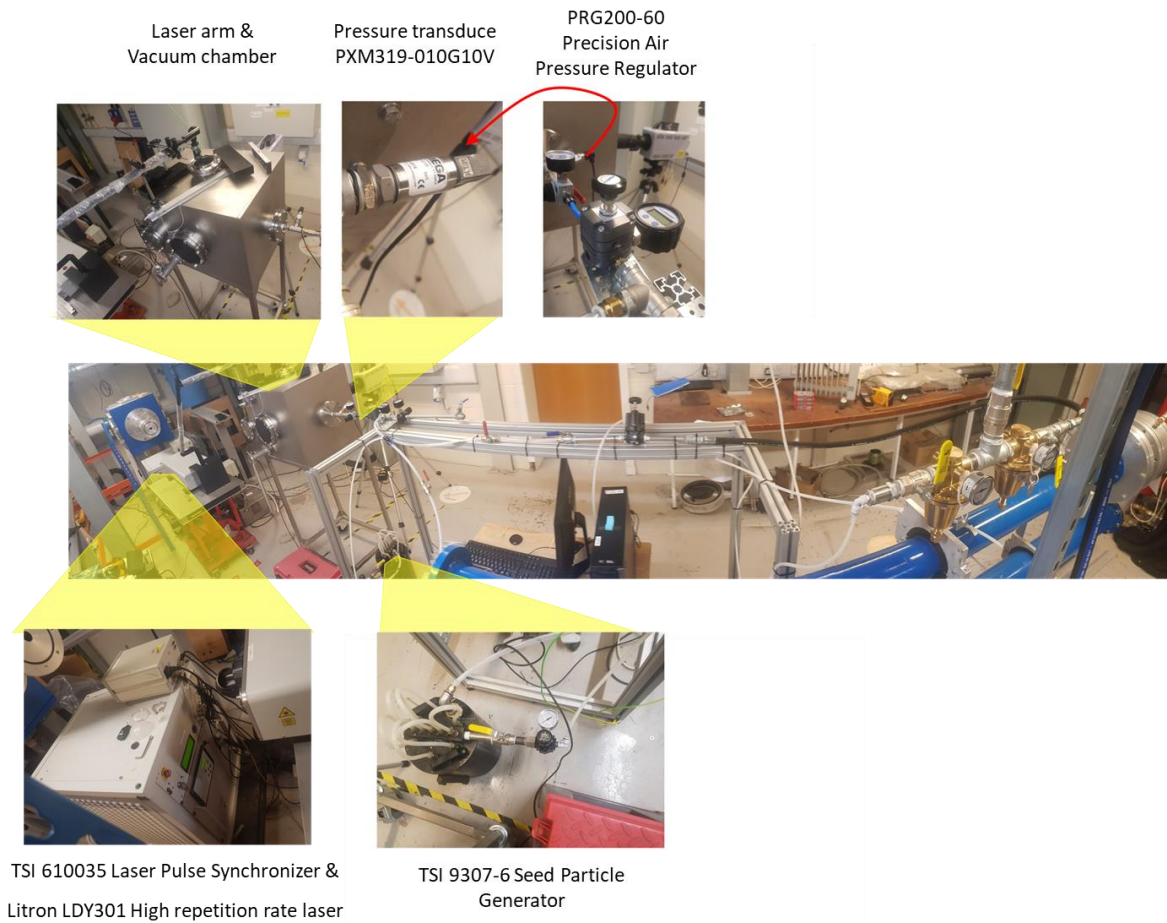 Laser arm &
Vacuum chamber
Pressure transduce
PXM319-010G10V
PRG200-60
Precision Air
Pressure Regulator
TSI 610035 Laser Pulse Synchronizer &
Litron LDY301 High repetition rate laser
TSI 9307-6 Seed Particle
Generator